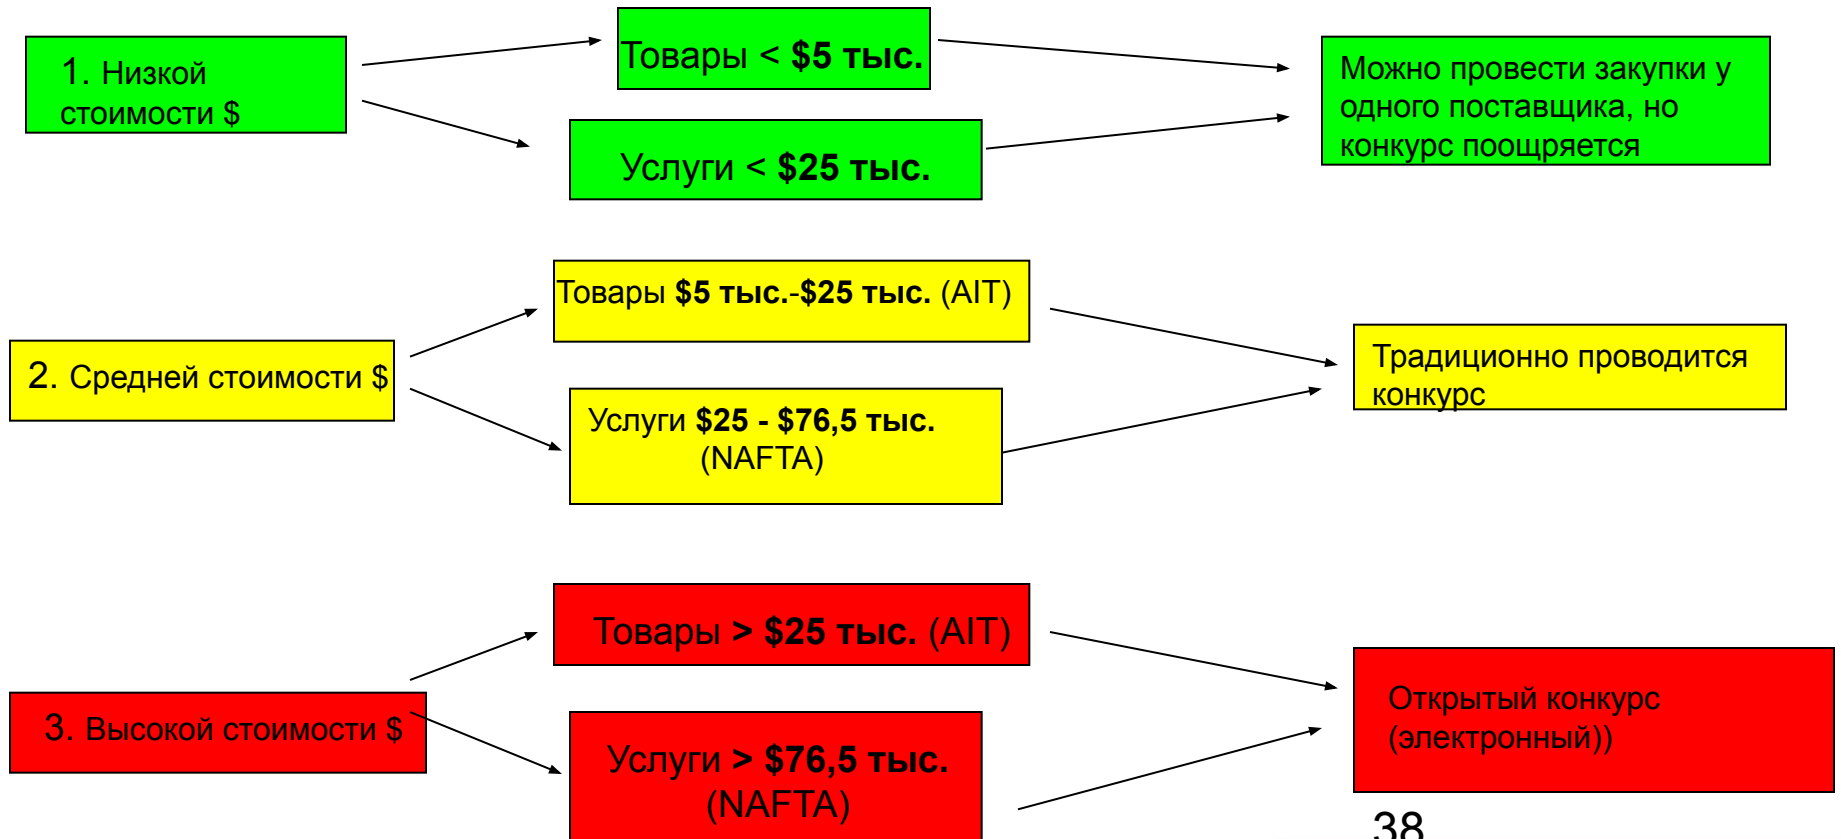 1. Низкой
стоимости $
Товары < $5 тыс.
Услуги < $25 тыс.
Можно провести закупки у
одного поставщика, но
конкурс поощряется
2. Средней стоимости $
Товары $5 тыс.-$25 тыс. (AIT)
Услуги $25 - $76,5 тыс.
(NAFTA)
Традиционно проводится
конкурс
3. Высокой стоимости $
Товары > $25 тыс. (AIT)
Услуги > $76,5 тыс.
(NAFTA)
Открытый конкурс
(электронный))
38